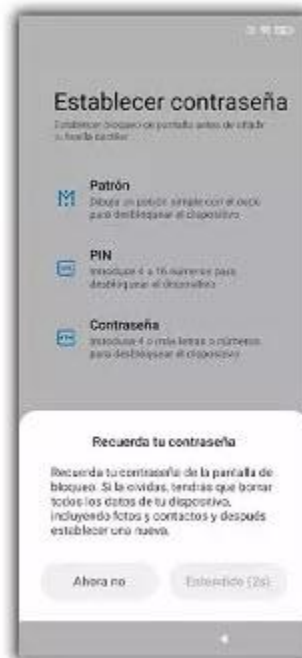 Establecer contraseña
Establecer bloqueo de pantalla antes de añadir
tu huella dactilar
Patrón
Dibuja un patrón simple con el dedo
para desbloquear el dispositivo
PIN
Introduce 4 a 16 números para
desbloquear el dispositivo
Contraseña
Introduce 4 o más letras o números
para desbloquear el dispositivo
Recuerda tu contraseña
Recuerda tu contraseña de la pantalla de
bloqueo. Si la olvidas, tendrás que borrar
todos los datos de tu dispositivo,
incluyendo fotos y contactos y después
establecer una nueva.
Ahora no
Entendido (2s)